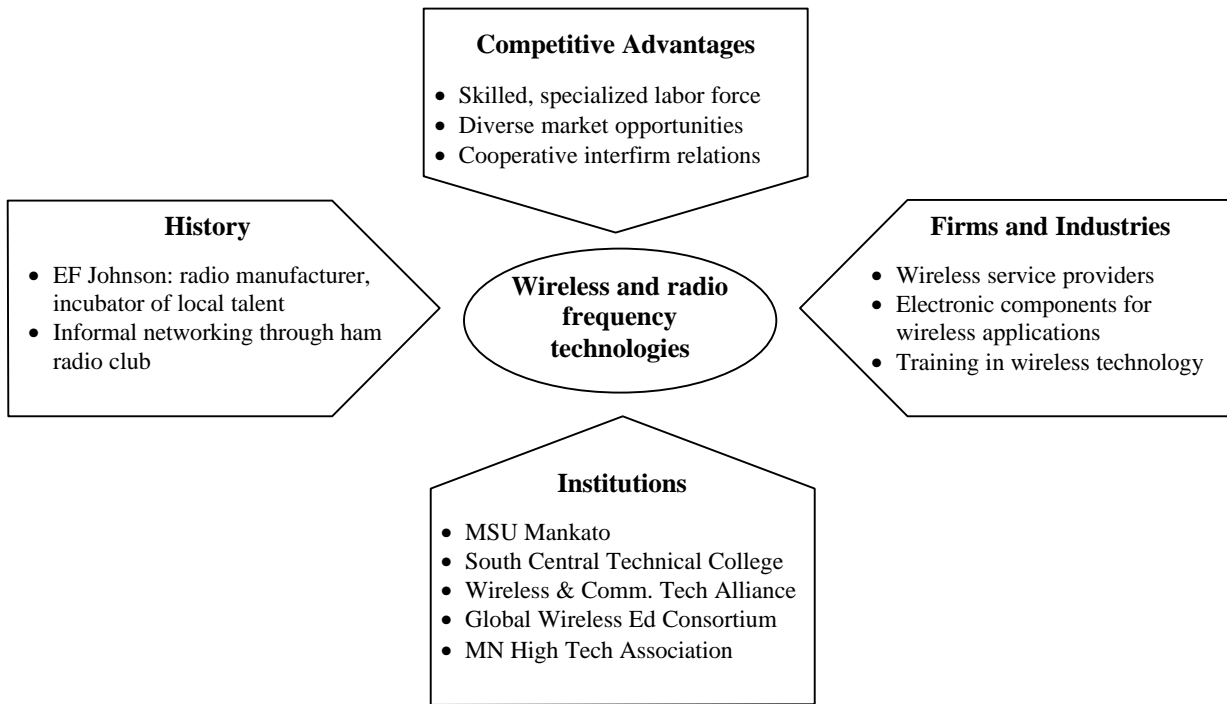 Competitive Advantages
• Skilled, specialized labor force
• Diverse market opportunities
• Cooperative interfirm relations
History
• EF Johnson: radio manufacturer,
incubator of local talent
• Informal networking through ham
radio club
Wireless and radio
frequency
technologies
Firms and Industries
• Wireless service providers
• Electronic components for
wireless applications
• Training in wireless technology
Institutions
• MSU Mankato
• South Central Technical College
• Wireless & Comm. Tech Alliance
• Global Wireless Ed Consortium
• MN High Tech Association